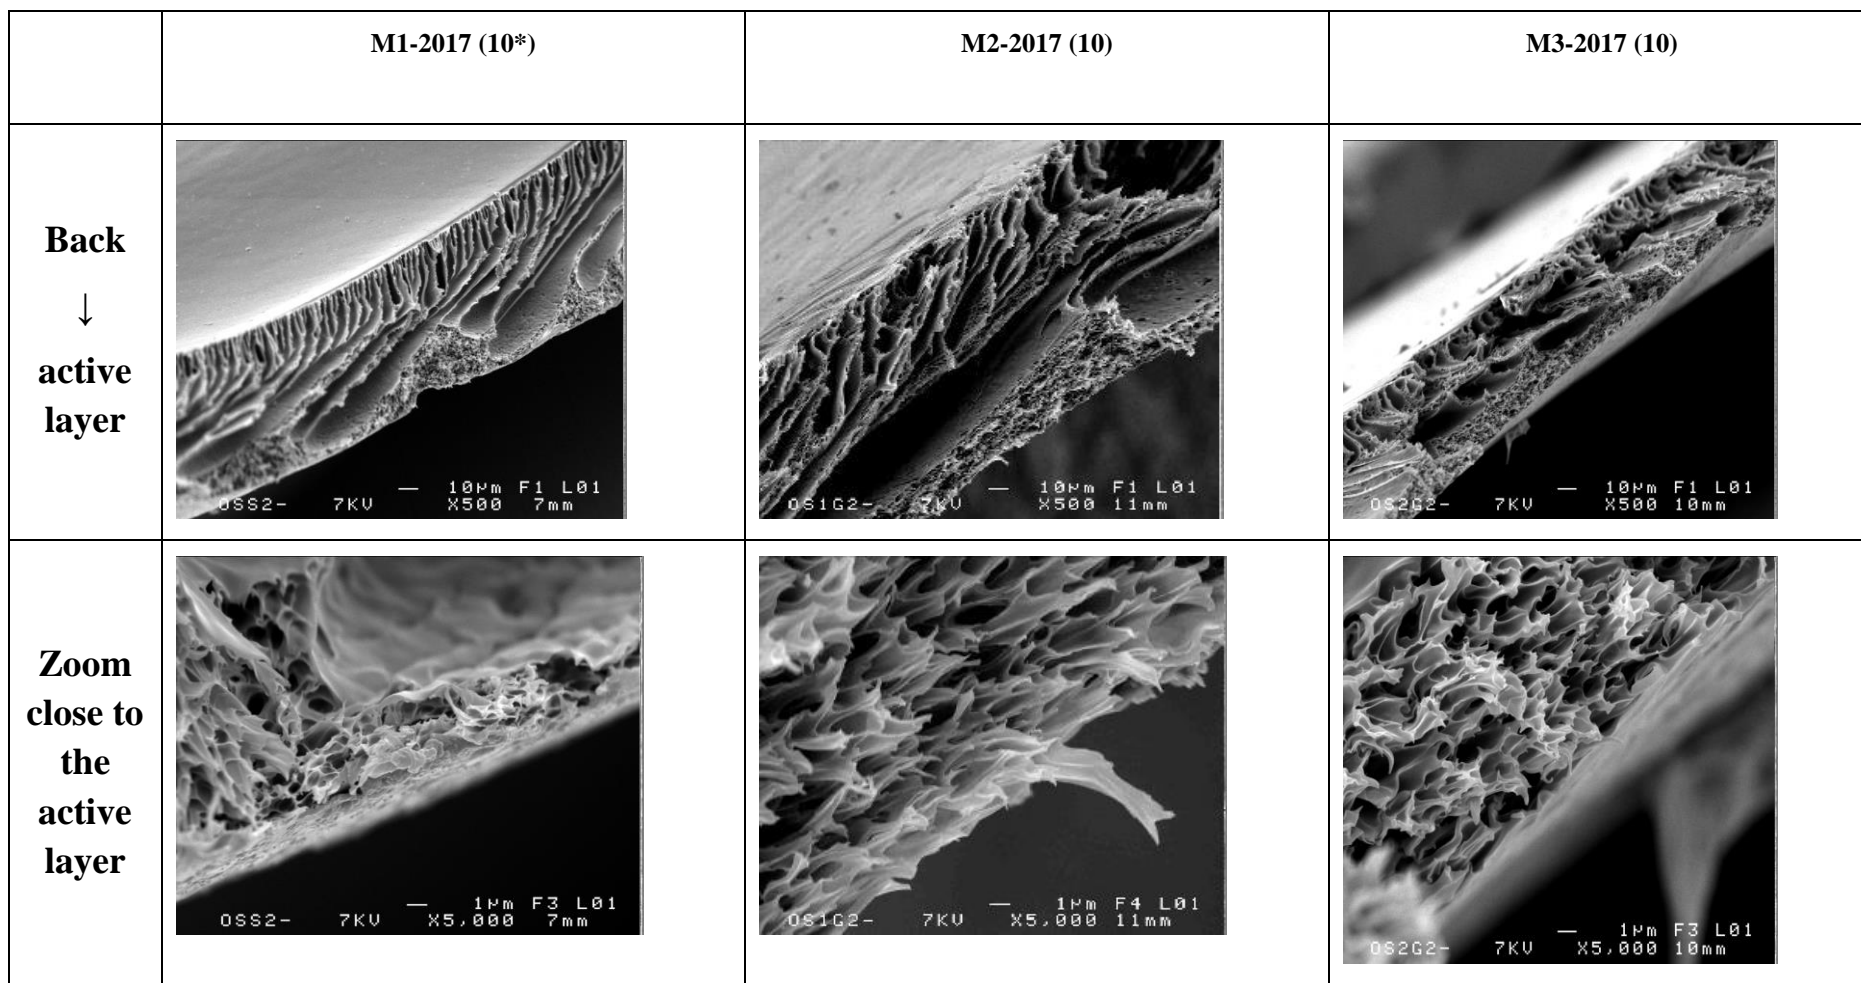 M1-2017 (10*)
M2-2017 (10)
M3-2017 (10)
Back
↓
active
layer
10µm F1 L01
OSS2- 7KV X500 7mm
10µm F1 L01
OS1G2- 7KV X500 11mm
10µm F1 L01
OS2G2- 7KV X500 10mm
Zoom
close to
the
active
layer
1µm F3 L01
OSS2- 7KV X5,000 7mm
1µm F4 L01
OS1G2- 7KV X5,000 11mm
1µm F3 L01
OS2G2- 7KV X5,000 10mm